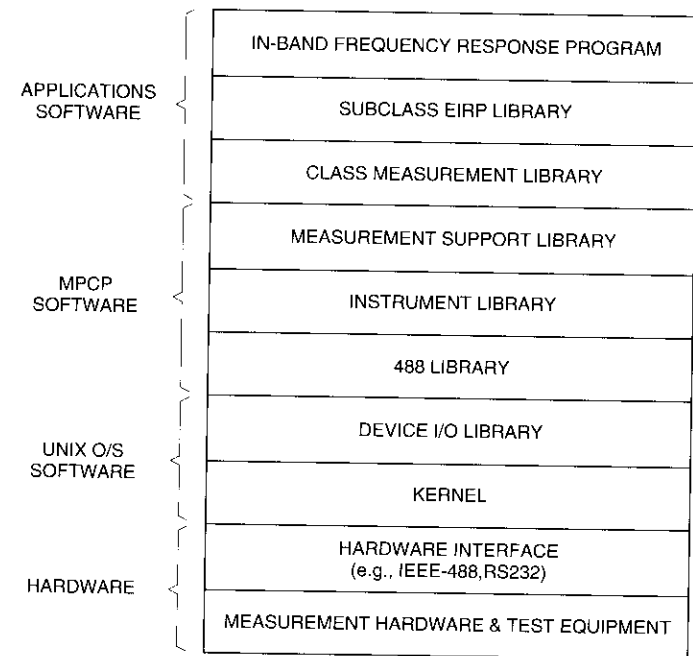 IN-BAND FREQUENCY RESPONSE PROGRAM
APPLICATIONS
SOFTWARE
SUBCLASS EIRP LIBRARY
CLASS MEASUREMENT LIBRARY
MEASUREMENT SUPPORT LIBRARY
MPCP
SOFTWARE
INSTRUMENT LIBRARY
488 LIBRARY
UNIX O/S
SOFTWARE
DEVICE I/O LIBRARY
KERNEL
HARDWARE
HARDWARE INTERFACE
(e.g., IEEE-488,RS232)
MEASUREMENT HARDWARE & TEST EQUIPMENT